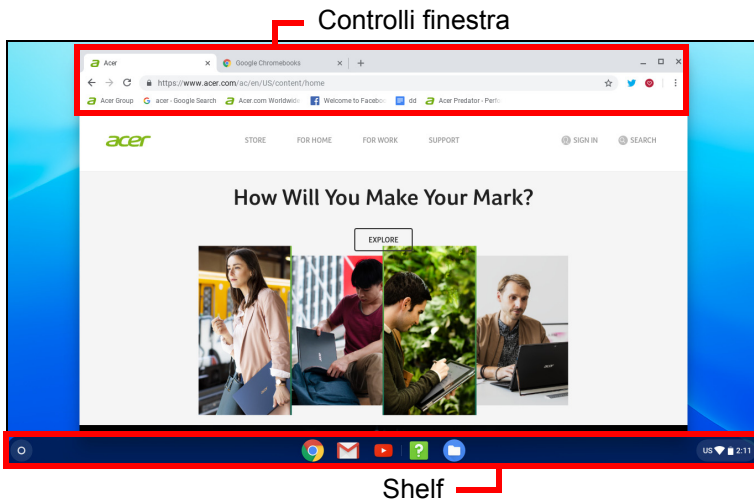 Controlli finestra
Acer
Google Chromebooks
https://www.acer.com/ac/en/US/content/home
Acer Group
acer - Google Search
Acer.com Worldwide
Welcome to Faceboo
dd
Acer Predator - Perfo
acer
STORE
FOR HOME
FOR WORK
SUPPORT
SIGN IN
SEARCH
How Will You Make Your Mark?
EXPLORE
US 2:11
Shelf